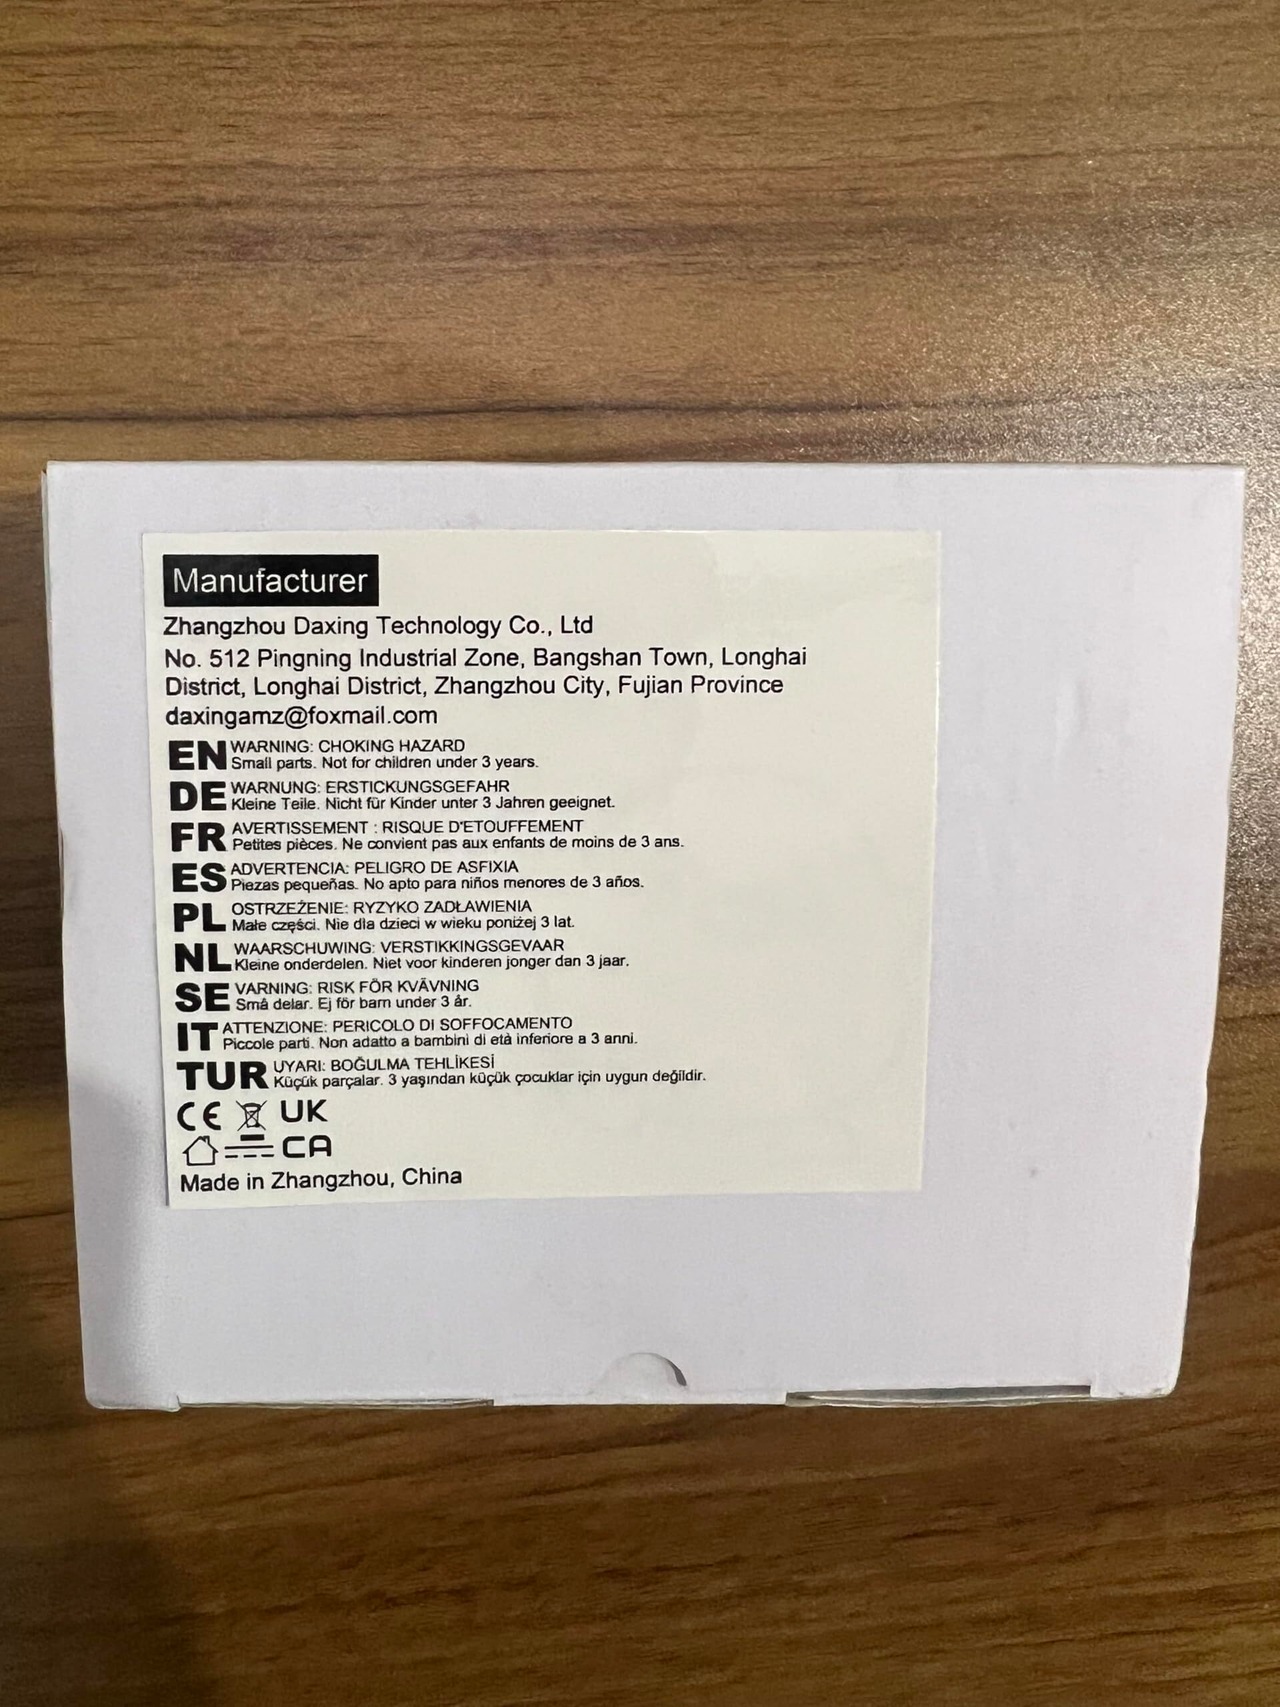 Manufacturer
Zhangzhou Daxing Technology Co., Ltd
No. 512 Pingning Industrial Zone, Bangshan Town, Longhai
District, Longhai District, Zhangzhou City, Fujian Province
daxingamz@foxmail.com
EN WARNING: CHOKING HAZARD
Small parts. Not for children under 3 years.
DE WARNUNG: ERSTICKUNGSGEFAHR
Kleine Teile. Nicht für Kinder unter 3 Jahren geeignet.
FR AVERTISSEMENT : RISQUE D'ETOUFFEMENT
Petites pièces. Ne convient pas aux enfants de moins de 3 ans.
ES ADVERTENCIA: PELIGRO DE ASFIXIA
Piezas pequeñas. No apto para niños menores de 3 años.
PL OSTRZEŻENIE: RYZYKO ZADŁAWIENIA
Małe części. Nie dla dzieci w wieku poniżej 3 lat.
NL WAARSCHUWING: VERSTIKKINGSGEVAAR
Kleine onderdelen. Niet voor kinderen jonger dan 3 jaar.
SE VARNING: RISK FÖR KVÄVNING
Små delar. Ej för barn under 3 år.
IT ATTENZIONE: PERICOLO DI SOFFOCAMENTO
Piccole parti. Non adatto a bambini di età inferiore a 3 anni.
TUR UYARI: BOĞULMA TEHLİKESİ
Küçük parçalar. 3 yaşından küçük çocuklar için uygun değildir.
CE UK
CA
Made in Zhangzhou, China